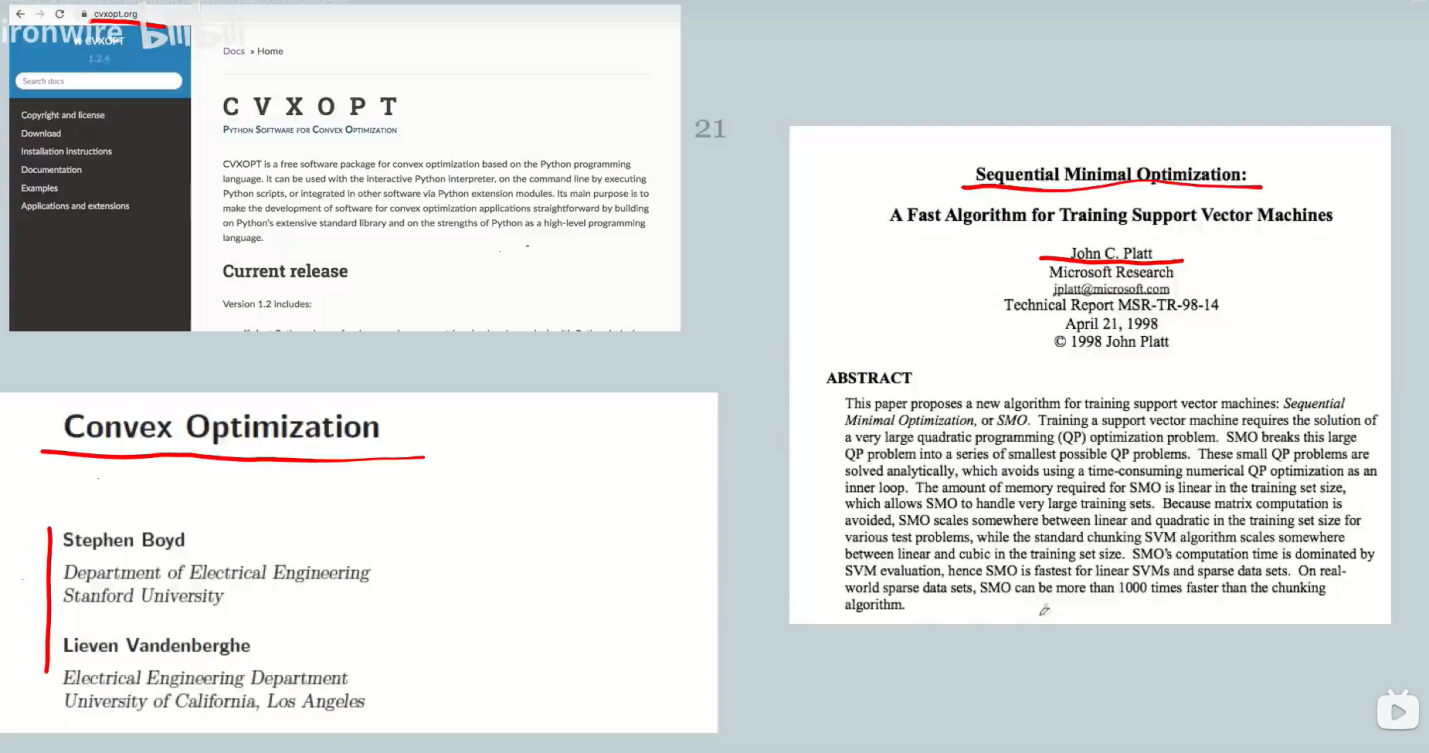 cvxopt.org
ironwire
CVXOPT
1.2.4
Search docs
Copyright and license
Download
Installation instructions
Documentation
Examples
Applications and extensions
Docs » Home
CVXOPT
PYTHON SOFTWARE FOR CONVEX OPTIMIZATION
CVXOPT is a free software package for convex optimization based on the Python programming
language. It can be used with the interactive Python interpreter, on the command line by executing
Python scripts, or integrated in other software via Python extension modules. Its main purpose is to
make the development of software for convex optimization applications straightforward by building
on Python's extensive standard library and on the strengths of Python as a high-level programming
language.
Current release
Version 1.2 includes:
21
Convex Optimization
Stephen Boyd
Department of Electrical Engineering
Stanford University
Lieven Vandenberghe
Electrical Engineering Department
University of California, Los Angeles
Sequential Minimal Optimization:
A Fast Algorithm for Training Support Vector Machines
John C. Platt
Microsoft Research
jplatt@microsoft.com
Technical Report MSR-TR-98-14
April 21, 1998
© 1998 John Platt
ABSTRACT
This paper proposes a new algorithm for training support vector machines: Sequential
Minimal Optimization, or SMO. Training a support vector machine requires the solution of
a very large quadratic programming (QP) optimization problem. SMO breaks this large
QP problem into a series of smallest possible QP problems. These small QP problems are
solved analytically, which avoids using a time-consuming numerical QP optimization as an
inner loop. The amount of memory required for SMO is linear in the training set size,
which allows SMO to handle very large training sets. Because matrix computation is
avoided, SMO scales somewhere between linear and quadratic in the training set size for
various test problems, while the standard chunking SVM algorithm scales somewhere
between linear and cubic in the training set size. SMO's computation time is dominated by
SVM evaluation, hence SMO is fastest for linear SVMs and sparse data sets. On real-
world sparse data sets, SMO can be more than 1000 times faster than the chunking
algorithm.